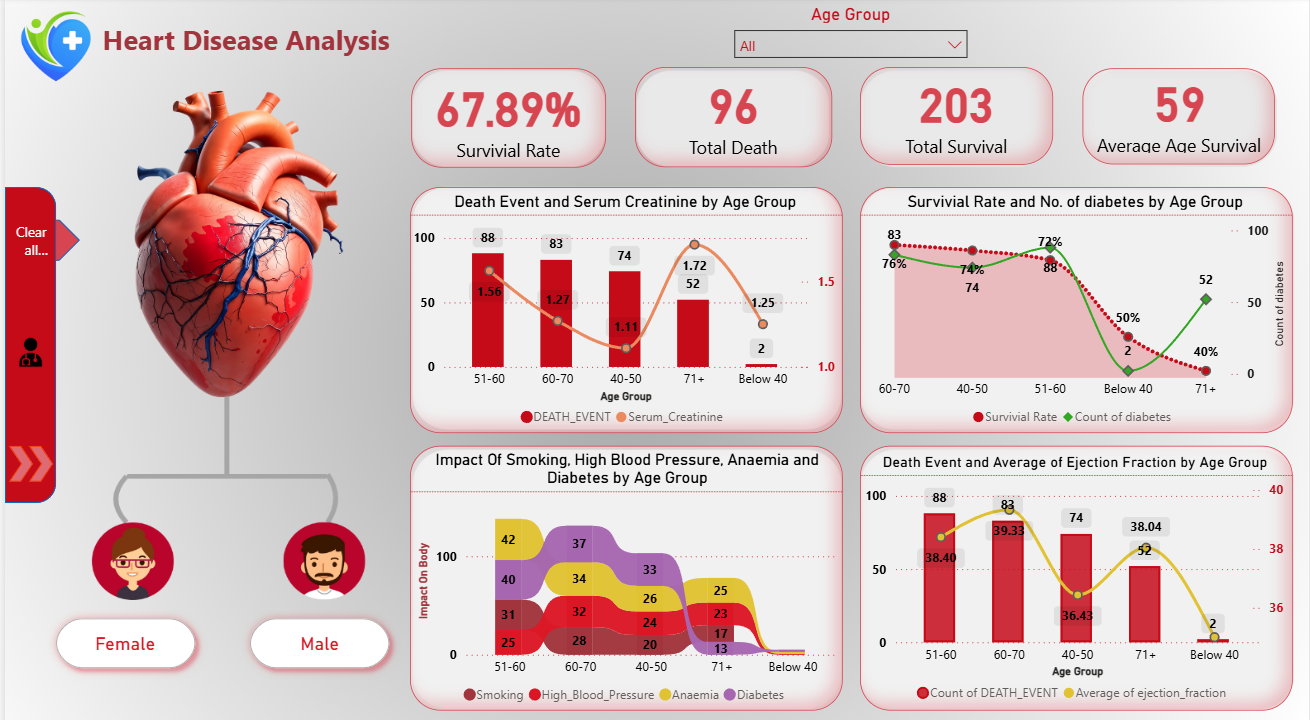 Heart Disease Analysis
Age Group
All
67.89%
Survivial Rate
96
Total Death
203
Total Survival
59
Average Age Survival
Clear
all...
Female
Male
Death Event and Serum Creatinine by Age Group
100
50
0
88
83
74
52
2
1.56
1.27
1.11
1.72
1.25
1.5
1.0
51-60
60-70
40-50
71+
Below 40
Age Group
DEATH_EVENT
Serum_Creatinine
Survivial Rate and No. of diabetes by Age Group
83
76%
74%
74
72%
88
50%
2
52
40%
100
50
0
Count of diabetes
60-70
40-50
51-60
Below 40
71+
Survivial Rate
Count of diabetes
Impact Of Smoking, High Blood Pressure, Anaemia and
Diabetes by Age Group
Impact On Body
100
0
42
40
31
25
37
34
32
28
33
26
24
20
25
23
17
13
51-60
60-70
40-50
71+
Below 40
Smoking
High_Blood_Pressure
Anaemia
Diabetes
Death Event and Average of Ejection Fraction by Age Group
100
50
0
88
83
74
52
2
38.40
39.33
36.43
38.04
40
38
36
51-60
60-70
40-50
71+
Below 40
Age Group
Count of DEATH_EVENT
Average of ejection_fraction